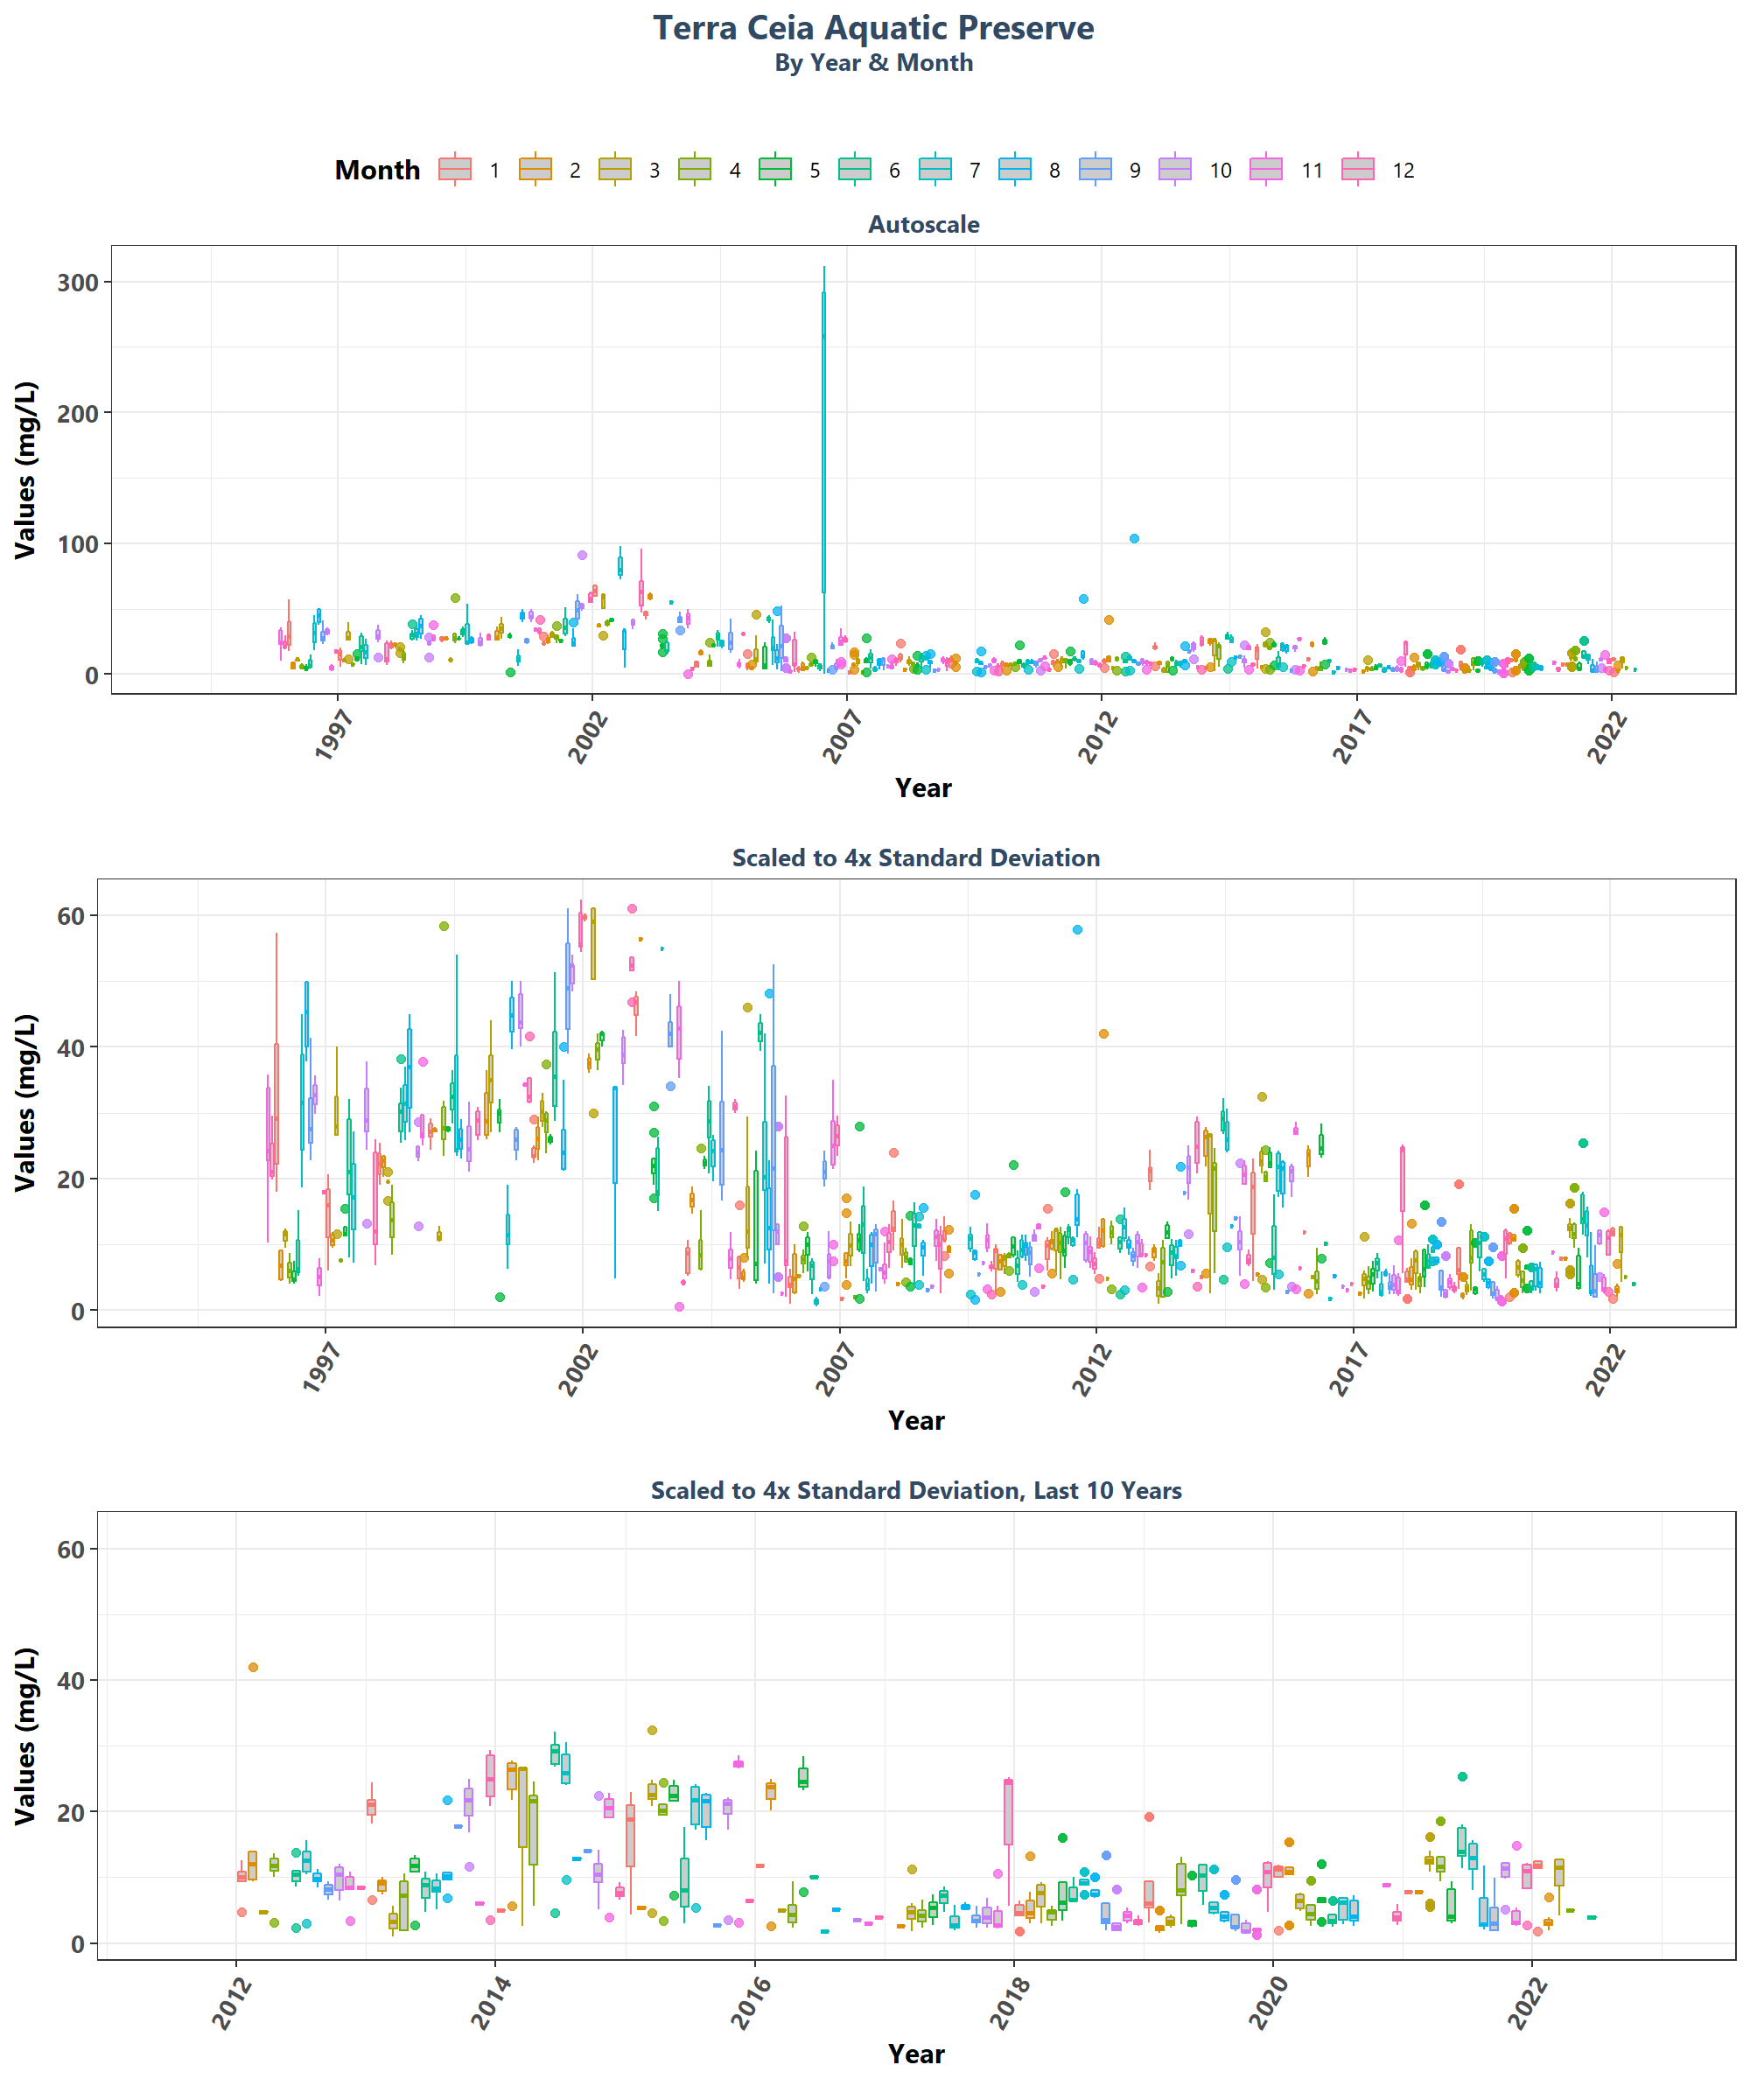 Terra Ceia Aquatic Preserve
By Year & Month
Month 1 2 3 4 5 6 7 8 9 10 11 12
Autoscale
Values (mg/L)
300
200
100
0
1997 2002 2007 2012 2017 2022
Year
Scaled to 4x Standard Deviation
Values (mg/L)
60
40
20
0
1997 2002 2007 2012 2017 2022
Year
Scaled to 4x Standard Deviation, Last 10 Years
Values (mg/L)
60
40
20
0
2012 2014 2016 2018 2020 2022
Year